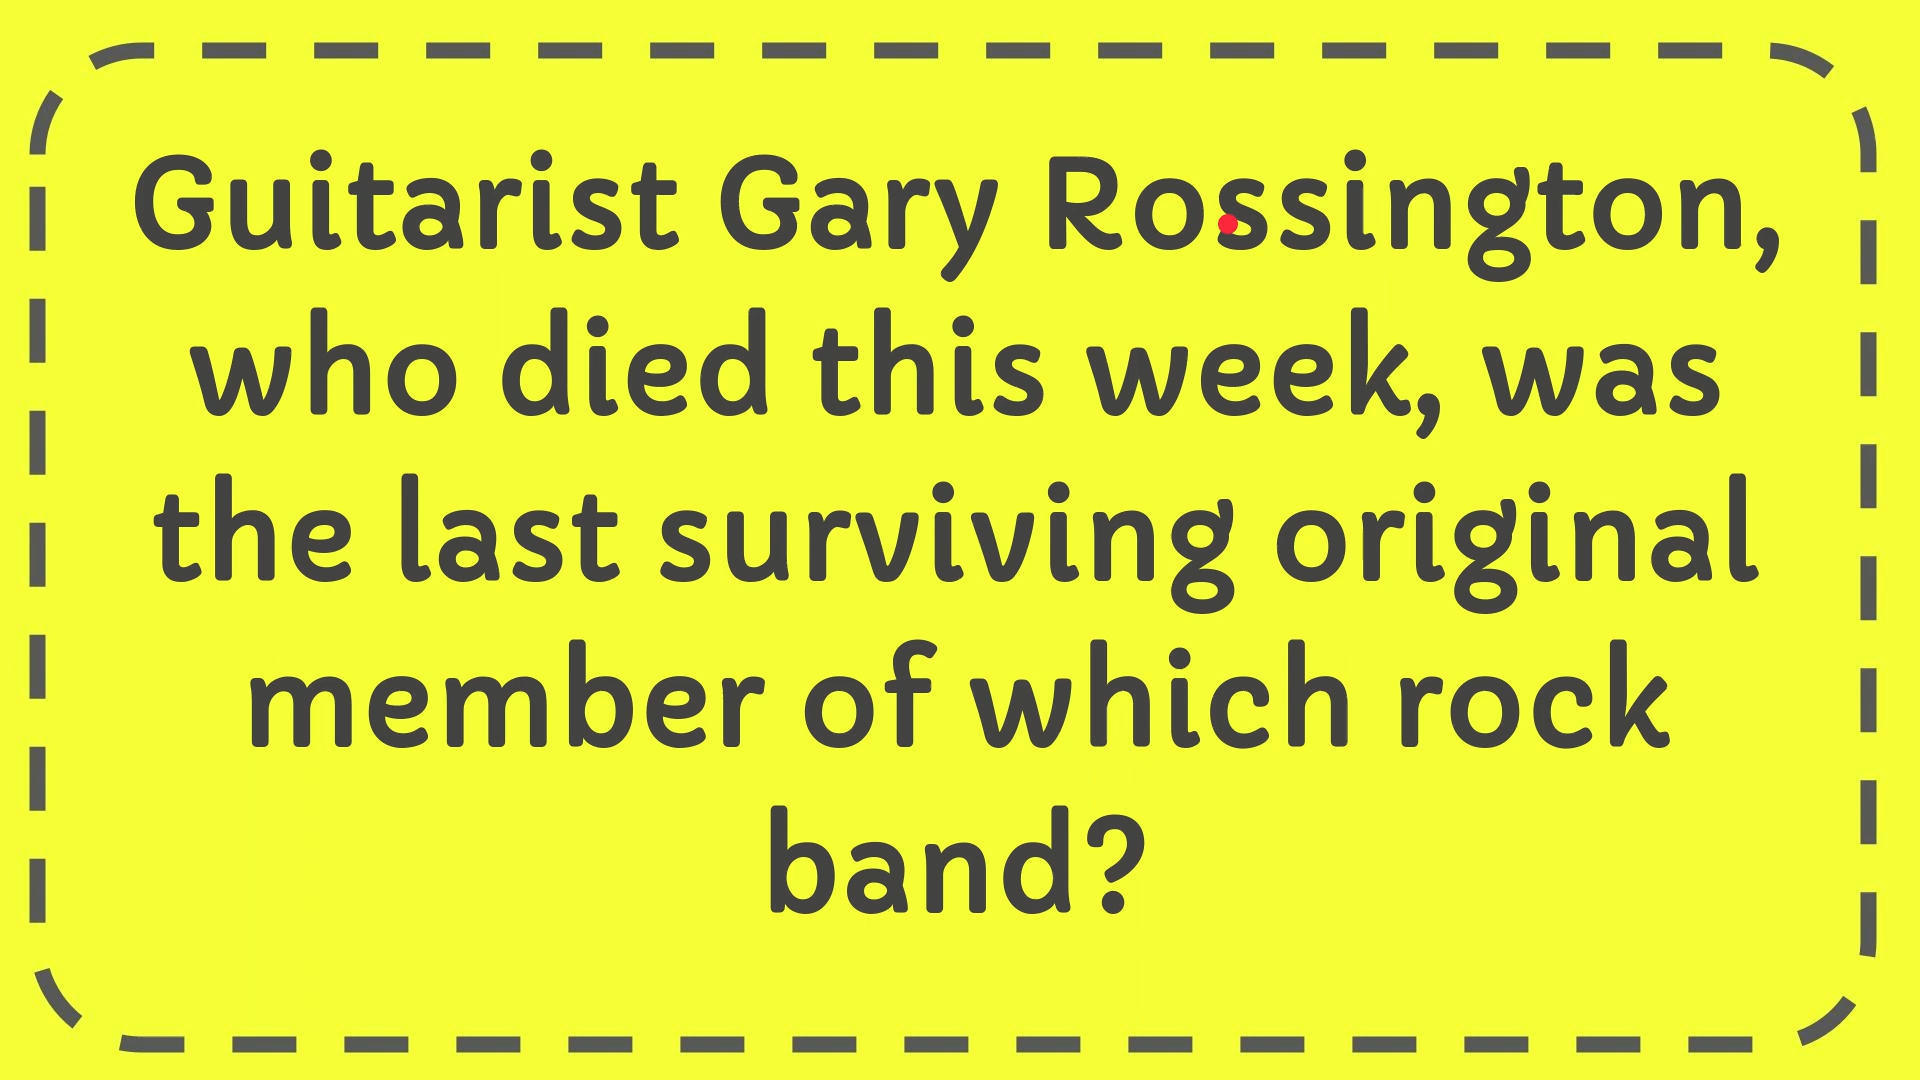 Guitarist Gary Rossington,
who died this week, was
the last surviving original
member of which rock
band?